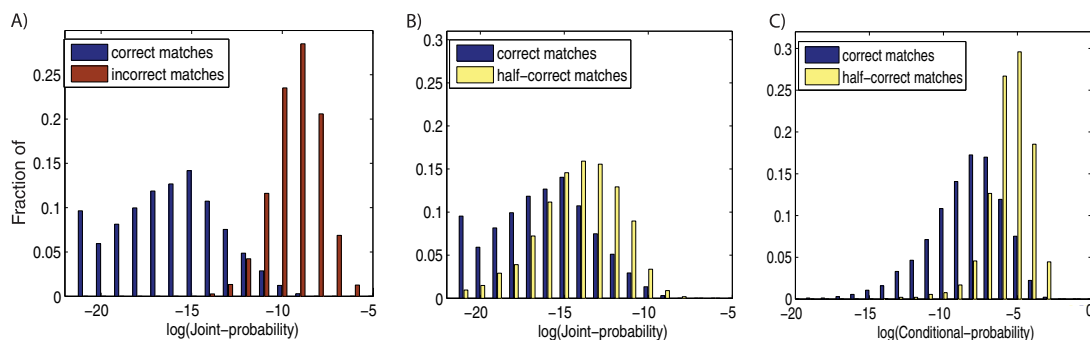 A)
correct matches
incorrect matches
0.25
0.2
0.15
0.1
0.05
0
Fraction of
−20
−15
−10
−5
log(Joint−probability)
B)
correct matches
half−correct matches
0.3
0.25
0.2
0.15
0.1
0.05
0
−20
−15
−10
−5
log(Joint−probability)
C)
correct matches
half−correct matches
0.3
0.25
0.2
0.15
0.1
0.05
0
−20
−15
−10
−5
0
log(Conditional−probability)